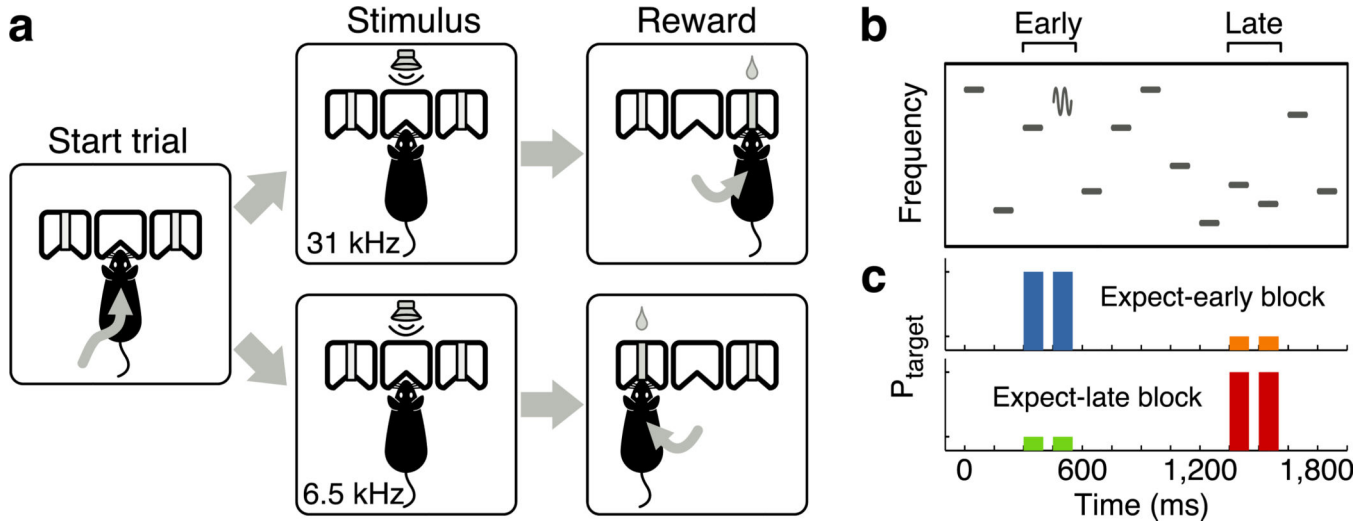 a
Stimulus
Reward
Start trial
31 kHz
6.5 kHz
b
Early
Late
Frequency
c
Expect-early block
Expect-late block
P_target
0
600
1,200
1,800
Time (ms)